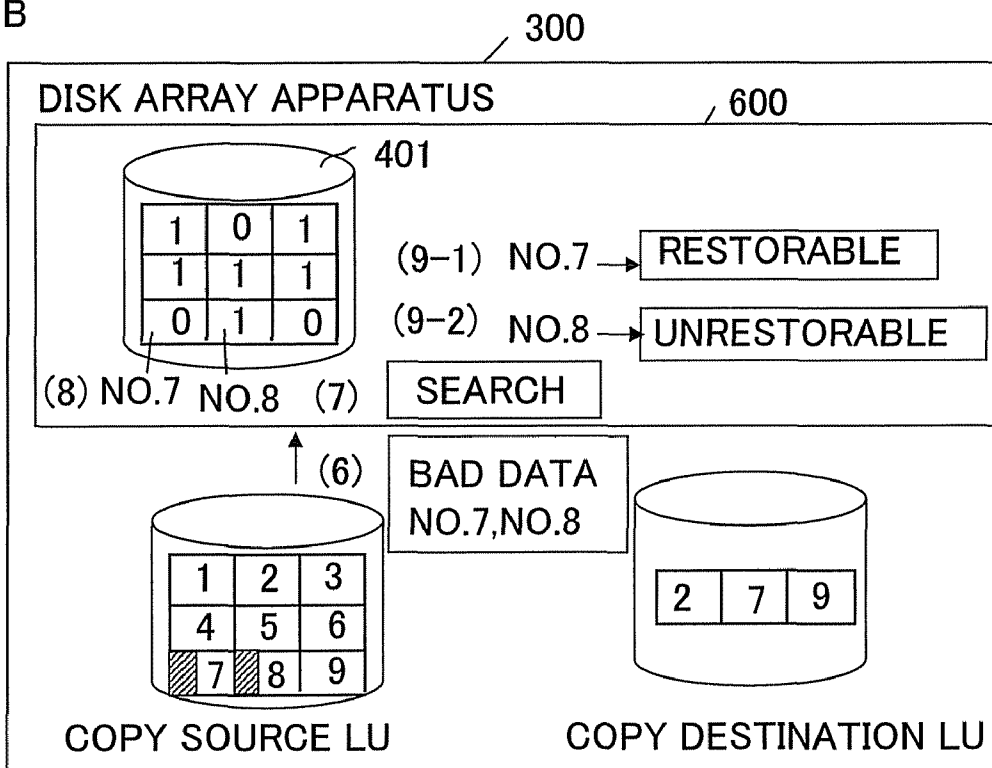 B
300
DISK ARRAY APPARATUS
600
401
1 0 1
1 1 1
0 1 0
(9-1) NO.7 RESTORABLE
(9-2) NO.8 UNRESTORABLE
(8) NO.7 NO.8 (7) SEARCH
(6)
BAD DATA
NO.7,NO.8
1 2 3
4 5 6
7 8 9
2 7 9
COPY SOURCE LU
COPY DESTINATION LU